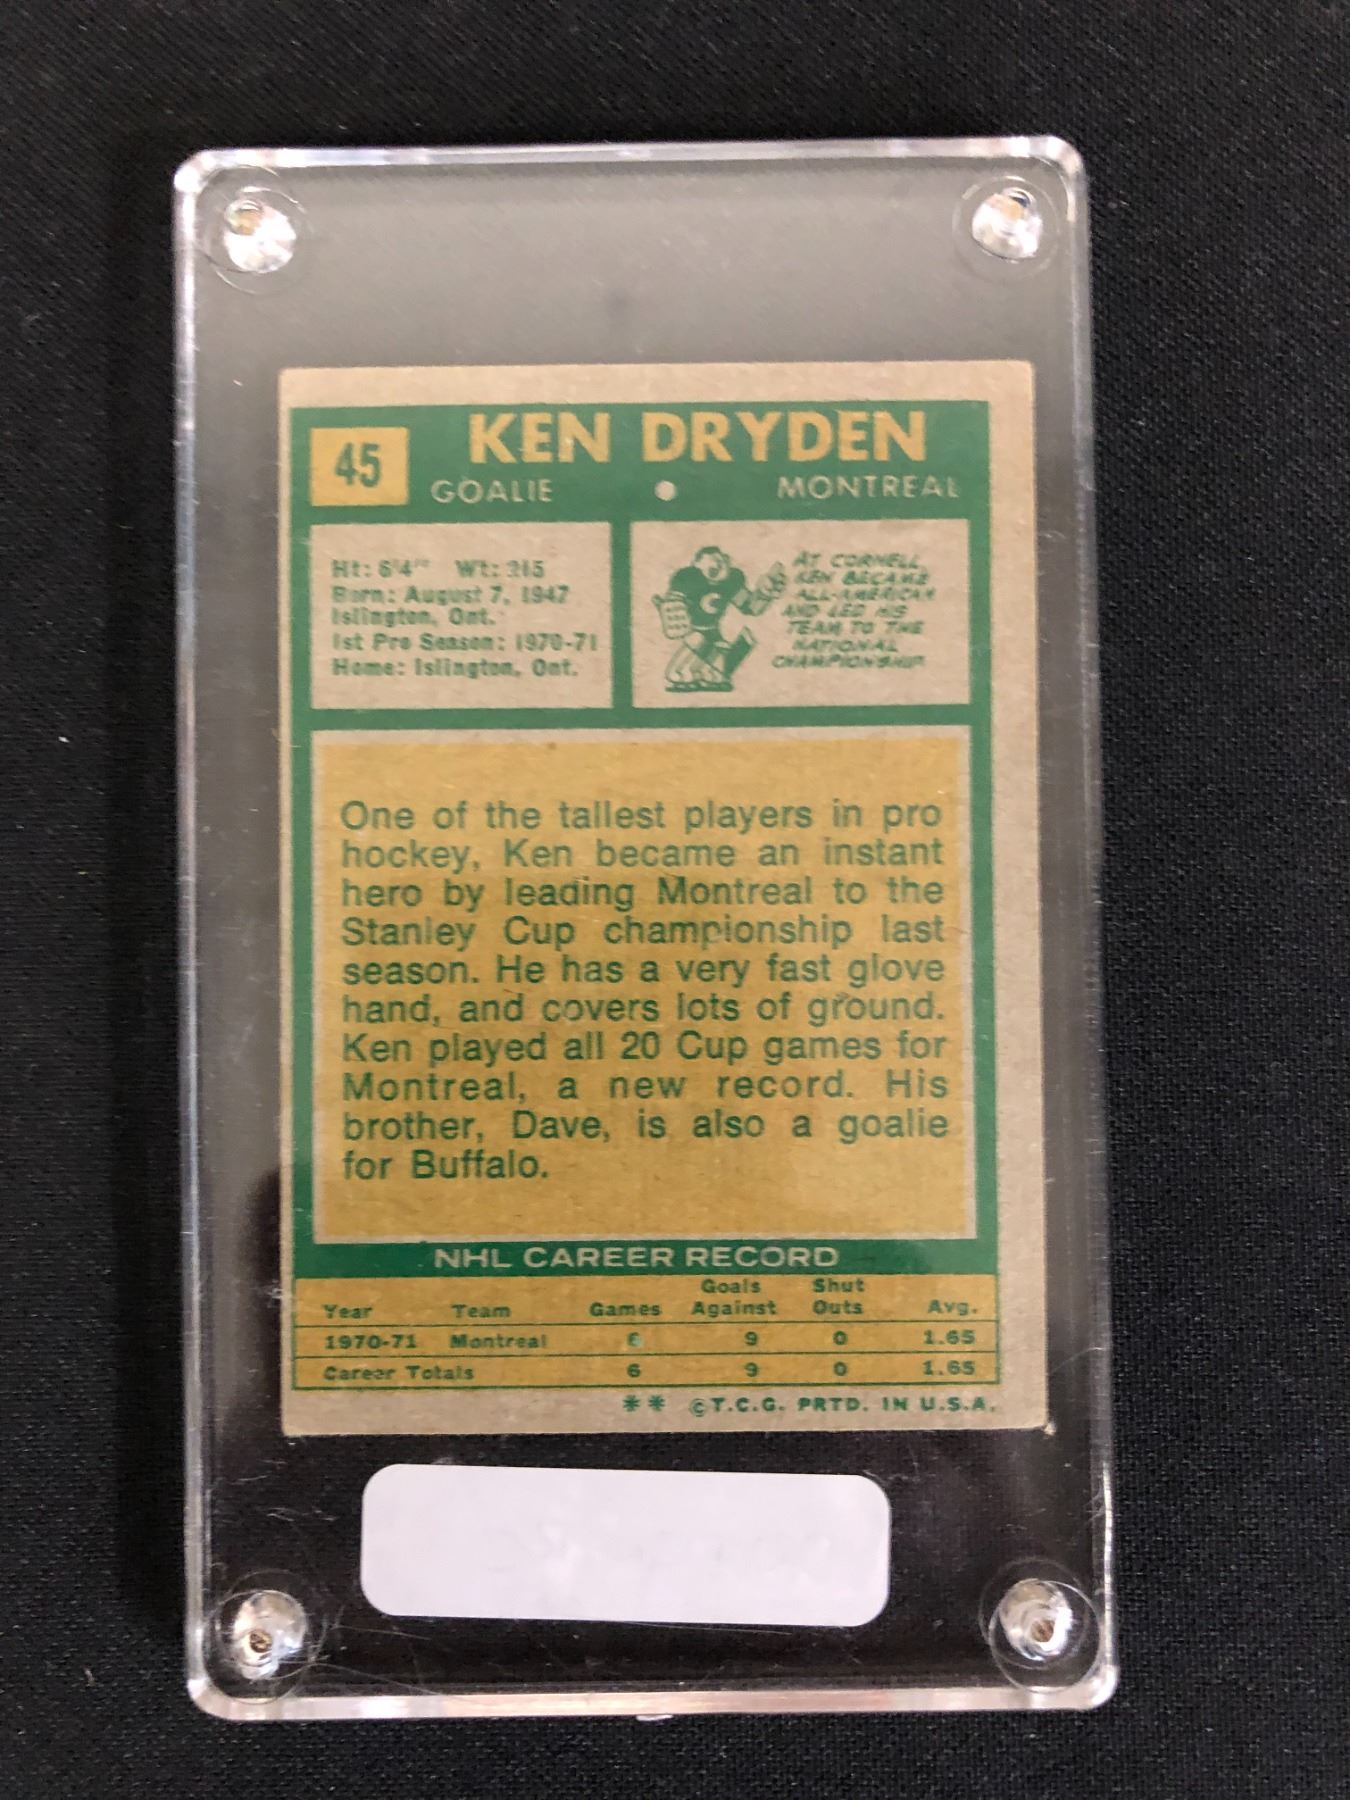 45
KEN DRYDEN
GOALIE • MONTREAL
Ht: 6'4" Wt: 215
Born: August 7, 1947
Islington, Ont.
1st Pro Season: 1970-71
Home: Islington, Ont.
AT CORNELL,
KEN BECAME
ALL-AMERICAN
AND LED HIS
TEAM TO THE
NATIONAL
CHAMPIONSHIP
C
One of the tallest players in pro
hockey, Ken became an instant
hero by leading Montreal to the
Stanley Cup championship last
season. He has a very fast glove
hand, and covers lots of ground.
Ken played all 20 Cup games for
Montreal, a new record. His
brother, Dave, is also a goalie
for Buffalo.
NHL CAREER RECORD
Year Team Games Goals Against Shut Outs Avg.
1970-71 Montreal 6 9 0 1.65
Career Totals 6 9 0 1.65
** ©T.C.G. PRTD. IN U.S.A.